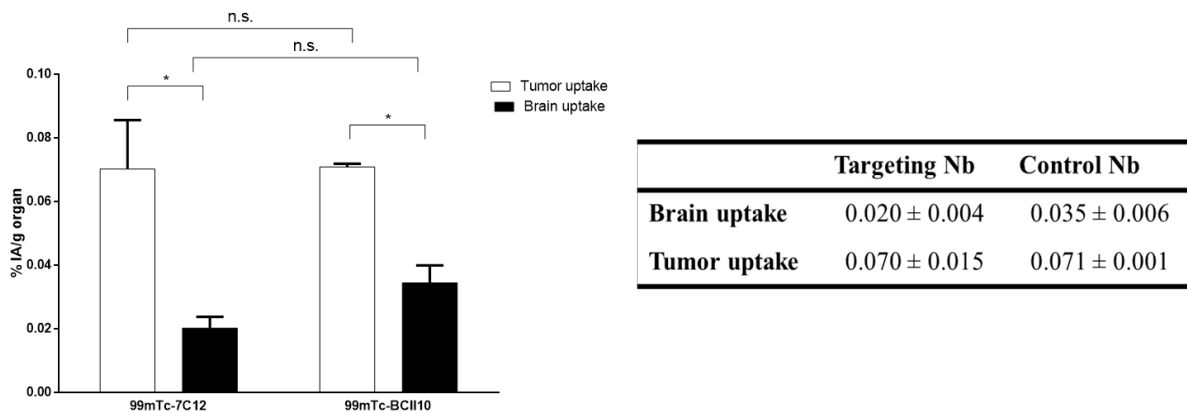 n.s.
n.s.
*
*
Tumor uptake
Brain uptake
% IA/g organ
0.10
0.08
0.06
0.04
0.02
0.00
99mTc-7C12 99mTc-BCII10
Targeting Nb Control Nb
Brain uptake 0.020 ± 0.004 0.035 ± 0.006
Tumor uptake 0.070 ± 0.015 0.071 ± 0.001